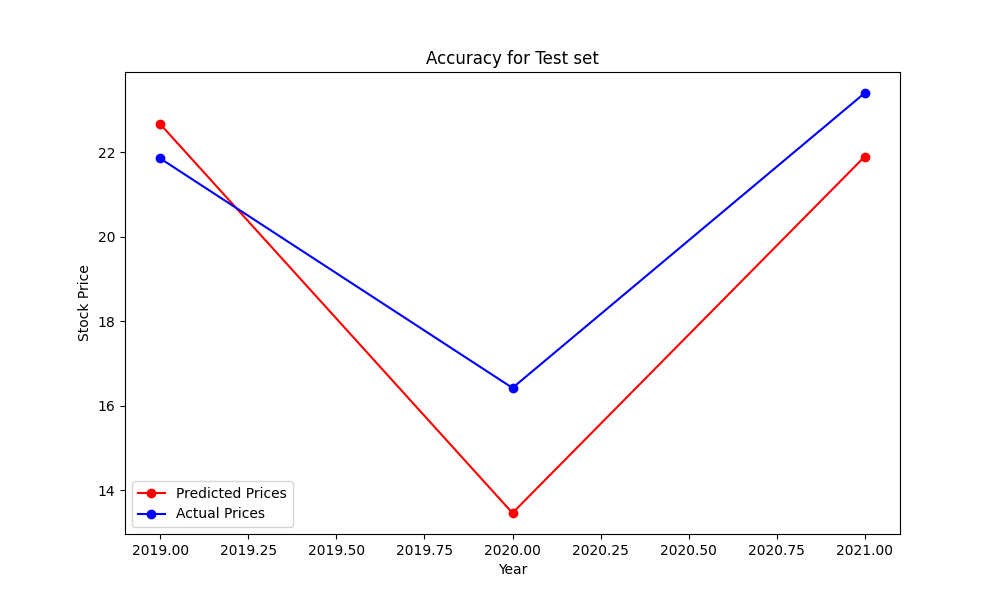 Accuracy for Test set
Stock Price
22
20
18
16
14
Predicted Prices
Actual Prices
2019.00 2019.25 2019.50 2019.75 2020.00 2020.25 2020.50 2020.75 2021.00
Year